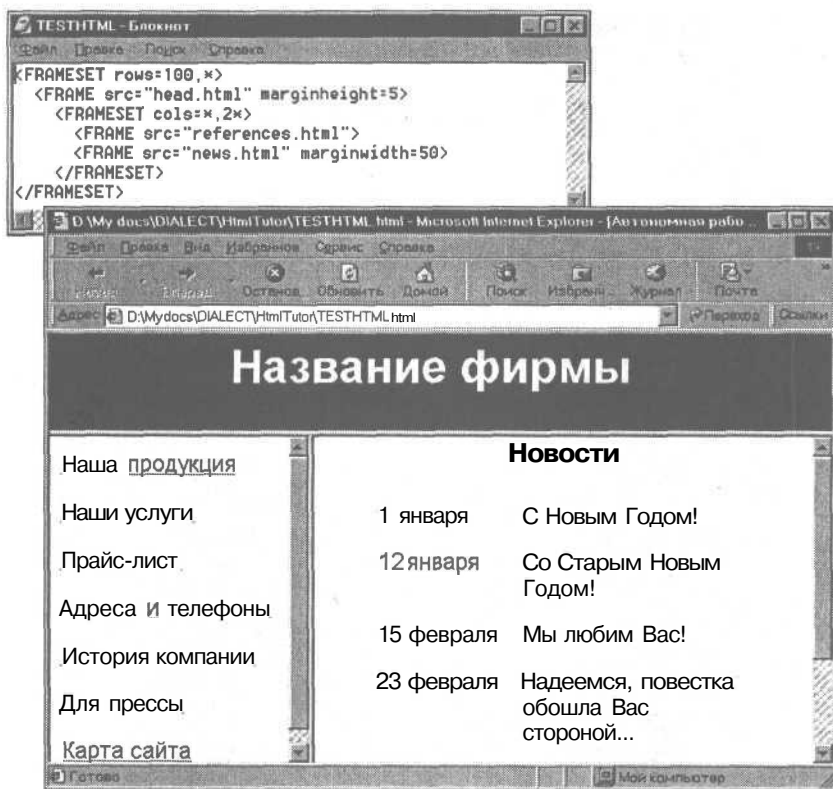 TESTHTML - Блокнот
Файл Правка Поиск Справка
<FRAMESET rows=100,*>
<FRAME src="head.html" marginheight=5>
<FRAMESET cols=*,2*>
<FRAME src="references.html">
<FRAME src="news.html" marginwidth=50>
</FRAMESET>
</FRAMESET>
D:\My docs\DIALECT\HtmlTutor\TESTHTML.html - Microsoft Internet Explorer - [Автономная рабо...
Файл Правка Вид Избранное Сервис Справка
Вперед Останов. Обновить Домой Поиск Избранн. Журнал Почта
Адрес D:\Mydocs\DIALECT\HtmlTutor\TESTHTML html Переход Ссылки
Название фирмы
Наша продукция
Наши услуги
Прайс-лист
Адреса и телефоны
История компании
Для прессы
Карта сайта
Новости
1 января С Новым Годом!
12 января Со Старым Новым
Годом!
15 февраля Мы любим Вас!
23 февраля Надеемся, повестка
обошла Вас
стороной...
Готово Мой компьютер